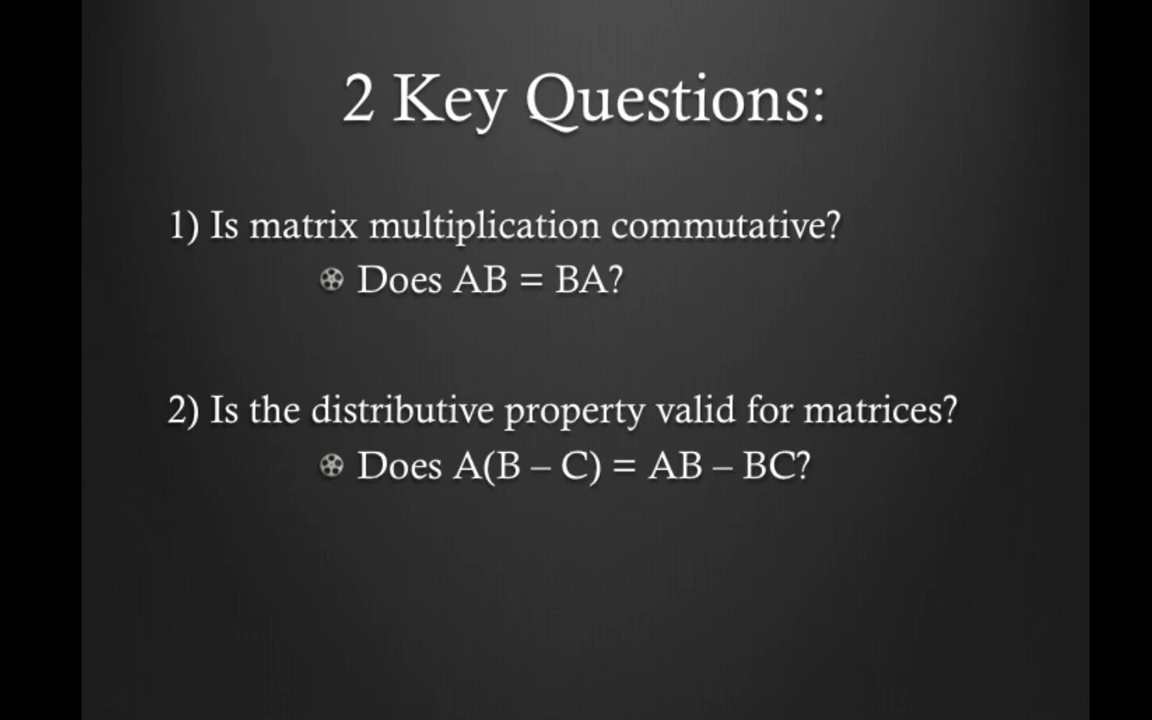 2 Key Questions:
1) Is matrix multiplication commutative?
Does AB = BA?
2) Is the distributive property valid for matrices?
Does A(B – C) = AB – BC?